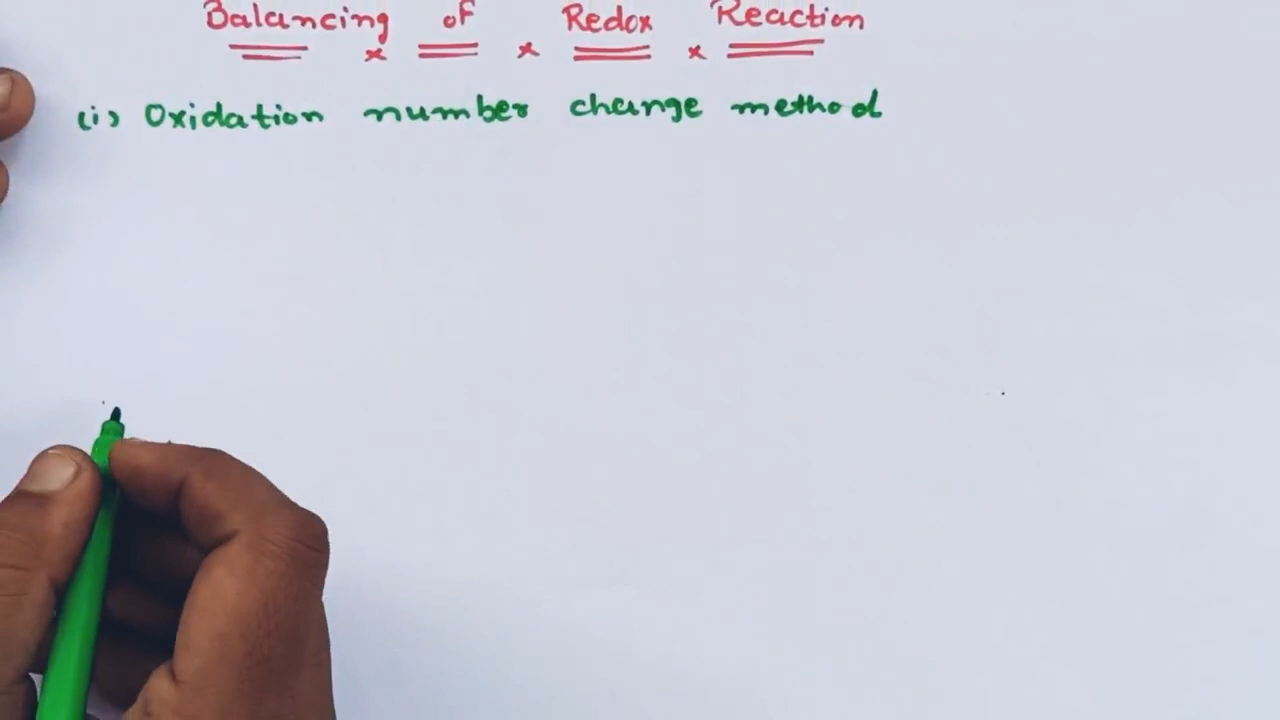 Balancing of Redox Reaction
(i) Oxidation number change method